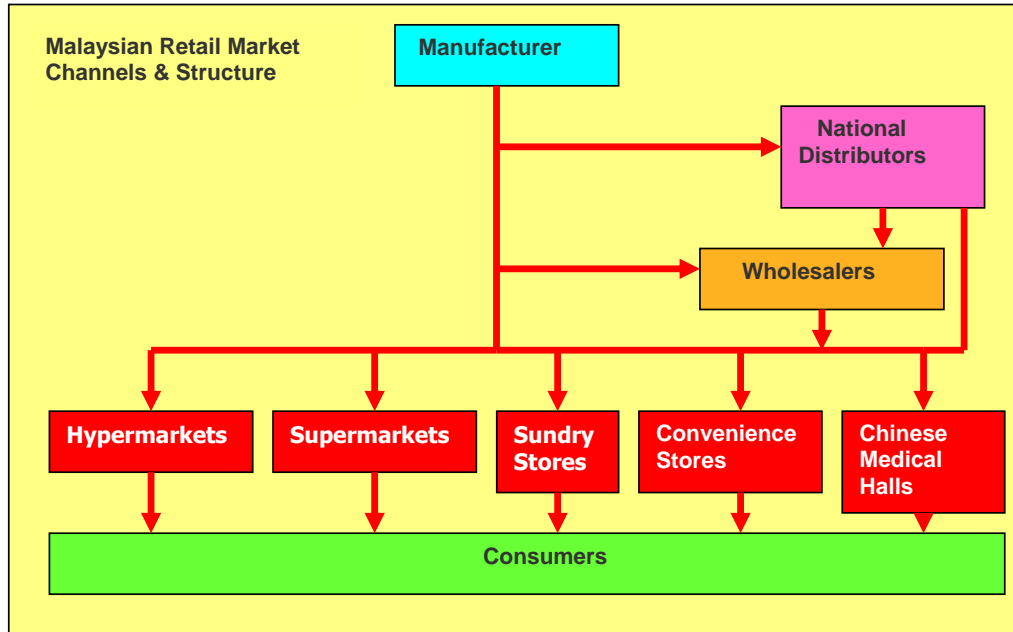 Malaysian Retail Market
Channels & Structure
Manufacturer
National
Distributors
Wholesalers
Hypermarkets
Supermarkets
Sundry
Stores
Convenience
Stores
Chinese
Medical
Halls
Consumers